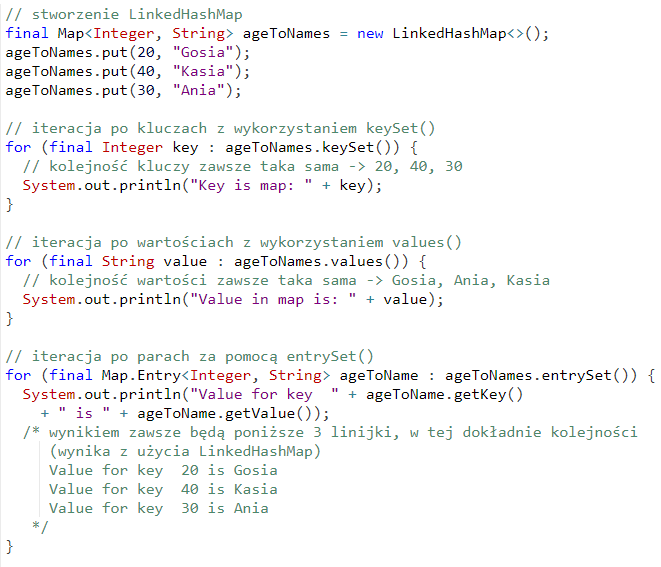 // stworzenie LinkedHashMap
final Map<Integer, String> ageToNames = new LinkedHashMap<>();
ageToNames.put(20, "Gosia");
ageToNames.put(40, "Kasia");
ageToNames.put(30, "Ania");

// iteracja po kluczach z wykorzystaniem keySet()
for (final Integer key : ageToNames.keySet()) {
  // kolejność kluczy zawsze taka sama -> 20, 40, 30
  System.out.println("Key is map: " + key);
}

// iteracja po wartościach z wykorzystaniem values()
for (final String value : ageToNames.values()) {
  // kolejność wartości zawsze taka sama -> Gosia, Ania, Kasia
  System.out.println("Value in map is: " + value);
}

// iteracja po parach za pomocą entrySet()
for (final Map.Entry<Integer, String> ageToName : ageToNames.entrySet()) {
  System.out.println("Value for key  " + ageToName.getKey()
    + " is " + ageToName.getValue());
  /* wynikiem zawsze będą poniższe 3 linijki, w tej dokładnie kolejności
     (wynika z użycia LinkedHashMap)
     Value for key  20 is Gosia
     Value for key  40 is Kasia
     Value for key  30 is Ania
   */
}